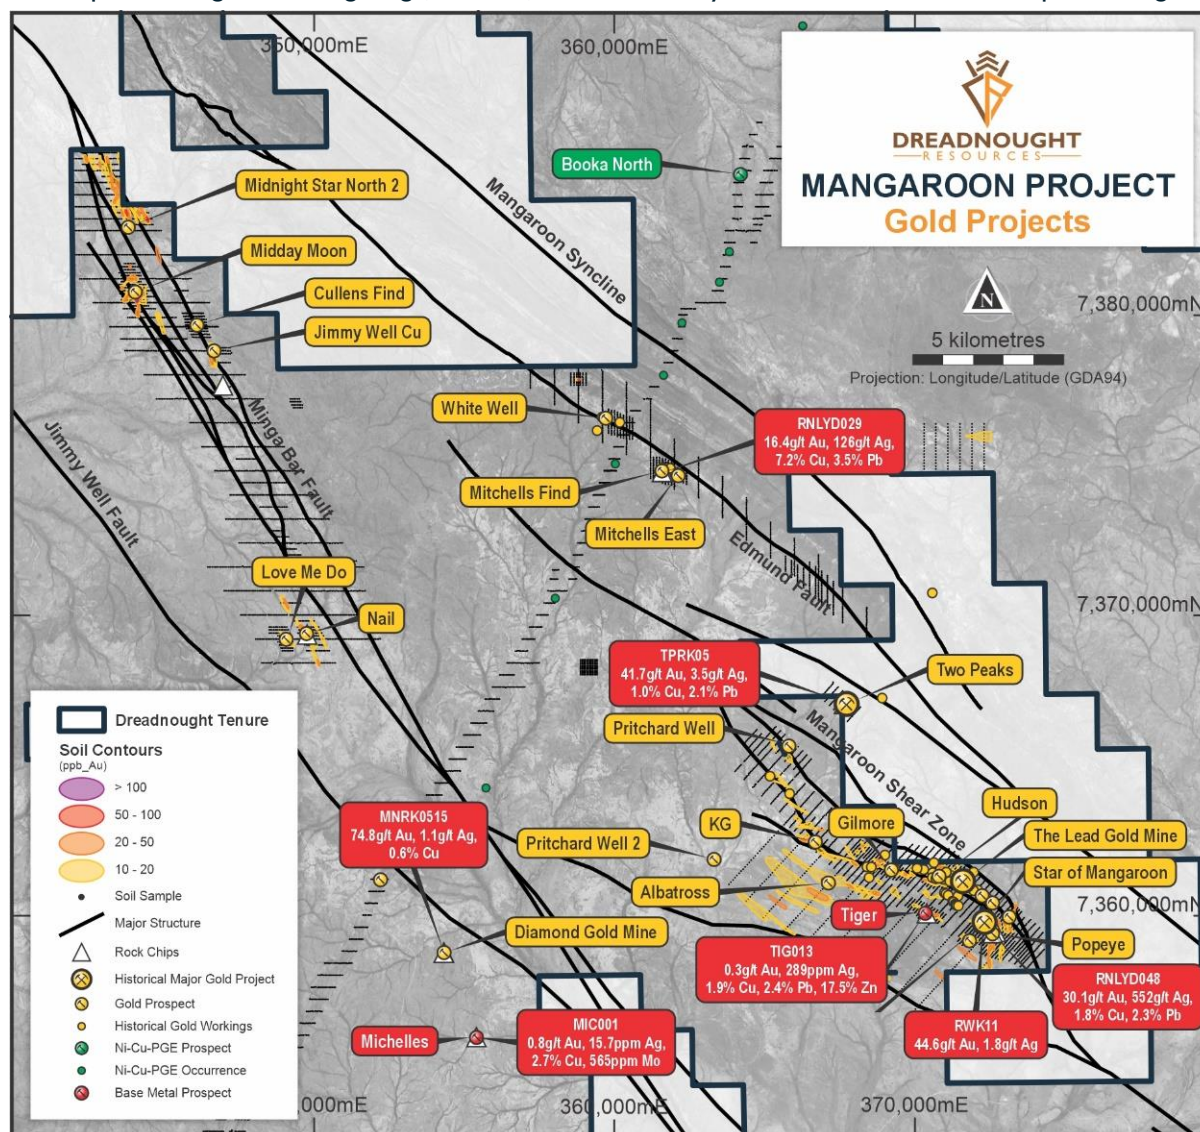 350,000mE
360,000mE
DREADNOUGHT
RESOURCES
MANGAROON PROJECT
Gold Projects
N
5 kilometres
Projection: Longitude/Latitude (GDA94)
7,380,000mN
Booka North
Mangaroon Syncline
Midnight Star North 2
Midday Moon
Cullens Find
Jimmy Well Cu
Minga Bar Fault
Jimmy Well Fault
White Well
RNLYD029
16.4g/t Au, 126g/t Ag,
7.2% Cu, 3.5% Pb
Mitchells Find
Mitchells East
Edmund Fault
Love Me Do
Nail
7,370,000mN
TPRK05
41.7g/t Au, 3.5g/t Ag,
1.0% Cu, 2.1% Pb
Two Peaks
Pritchard Well
Mangaroon Shear Zone
Hudson
KG
Gilmore
The Lead Gold Mine
Pritchard Well 2
Star of Mangaroon
Albatross
7,360,000mN
Tiger
Popeye
MNRK0515
74.8g/t Au, 1.1g/t Ag,
0.6% Cu
Diamond Gold Mine
TIG013
0.3g/t Au, 289ppm Ag,
1.9% Cu, 2.4% Pb, 17.5% Zn
RNLYD048
30.1g/t Au, 552g/t Ag,
1.8% Cu, 2.3% Pb
RWK11
44.6g/t Au, 1.8g/t Ag
Michelles
MIC001
0.8g/t Au, 15.7ppm Ag,
2.7% Cu, 565ppm Mo
Dreadnought Tenure
Soil Contours
(ppb_Au)
> 100
50 - 100
20 - 50
10 - 20
Soil Sample
Major Structure
Rock Chips
Historical Major Gold Project
Gold Prospect
Historical Gold Workings
Ni-Cu-PGE Prospect
Ni-Cu-PGE Occurrence
Base Metal Prospect
360,000mE
370,000mE